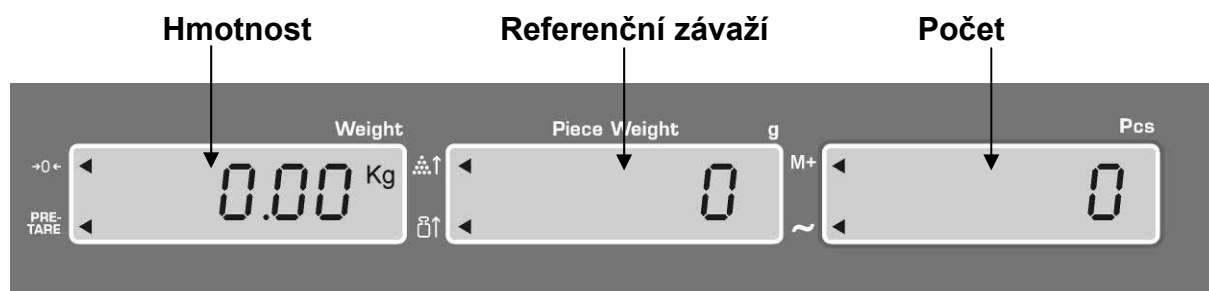 Hmotnost Referenční závaží Počet
Weight Piece Weight g Pcs
→0← M+
0.00 Kg 0 0
PRE-
TARE ~